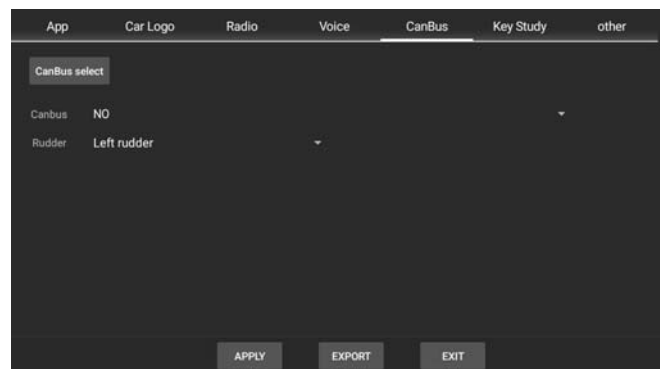 App Car Logo Radio Voice CanBus Key Study other
CanBus select
Canbus NO
Rudder Left rudder
APPLY EXPORT EXIT